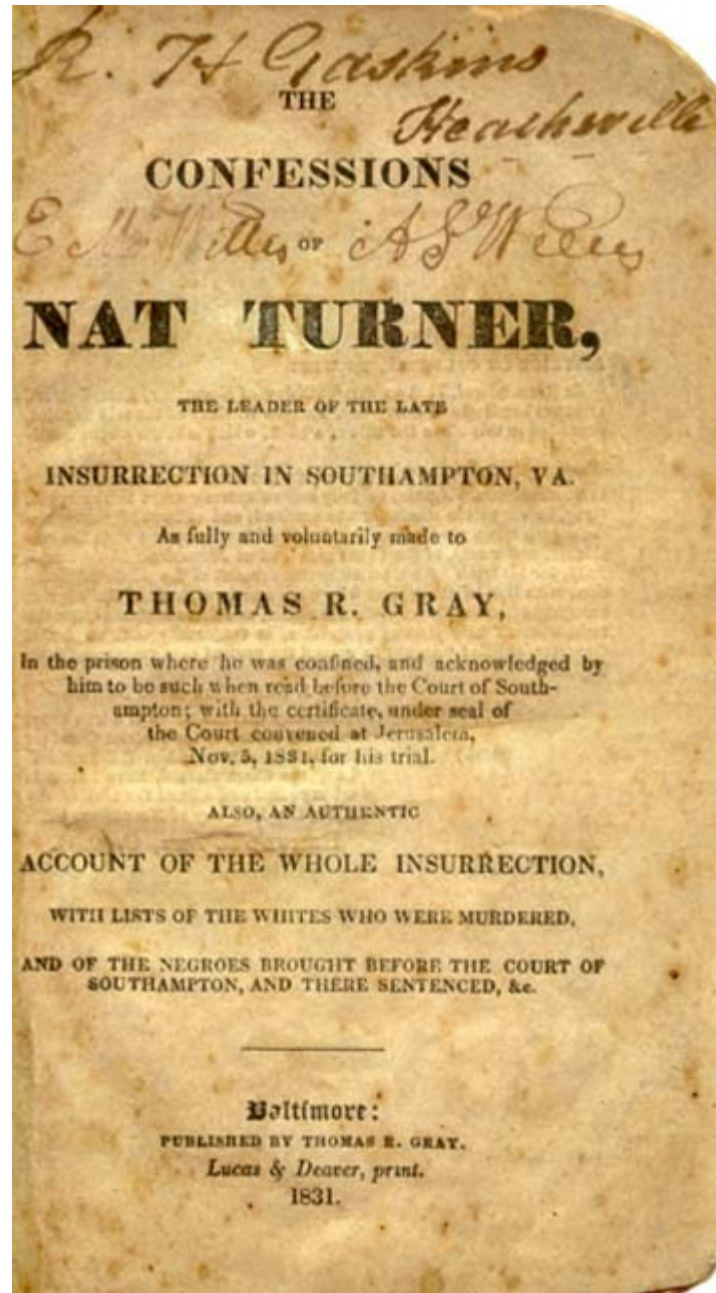 R. H Gaskins
THE
Heathsville
CONFESSIONS
OF
NAT TURNER,
THE LEADER OF THE LATE
INSURRECTION IN SOUTHAMPTON, VA.
As fully and voluntarily made to
THOMAS R. GRAY,
In the prison where he was confined, and acknowledged by
him to be such when read before the Court of South-
ampton; with the certificate, under seal of
the Court convened at Jerusalem,
Nov. 5, 1831, for his trial.
ALSO, AN AUTHENTIC
ACCOUNT OF THE WHOLE INSURRECTION,
WITH LISTS OF THE WHITES WHO WERE MURDERED,
AND OF THE NEGROES BROUGHT BEFORE THE COURT OF
SOUTHAMPTON, AND THERE SENTENCED, &c.
Baltimore:
PUBLISHED BY THOMAS R. GRAY.
Lucas & Deaver, print.
1831.